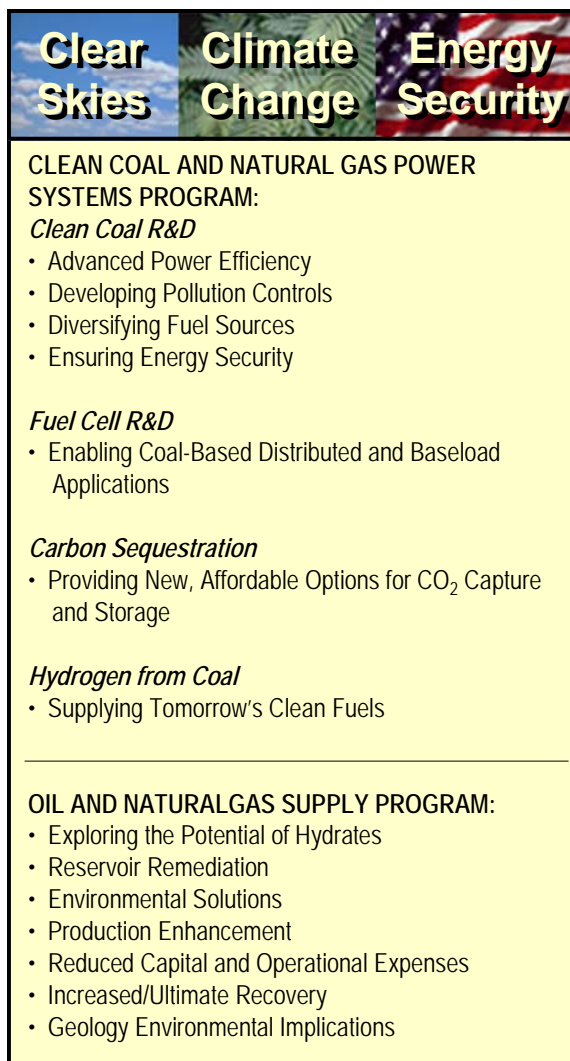 Clear Skies
Climate Change
Energy Security
CLEAN COAL AND NATURAL GAS POWER
SYSTEMS PROGRAM:
Clean Coal R&D
• Advanced Power Efficiency
• Developing Pollution Controls
• Diversifying Fuel Sources
• Ensuring Energy Security
Fuel Cell R&D
• Enabling Coal-Based Distributed and Baseload
Applications
Carbon Sequestration
• Providing New, Affordable Options for CO₂ Capture
and Storage
Hydrogen from Coal
• Supplying Tomorrow's Clean Fuels
OIL AND NATURALGAS SUPPLY PROGRAM:
• Exploring the Potential of Hydrates
• Reservoir Remediation
• Environmental Solutions
• Production Enhancement
• Reduced Capital and Operational Expenses
• Increased/Ultimate Recovery
• Geology Environmental Implications